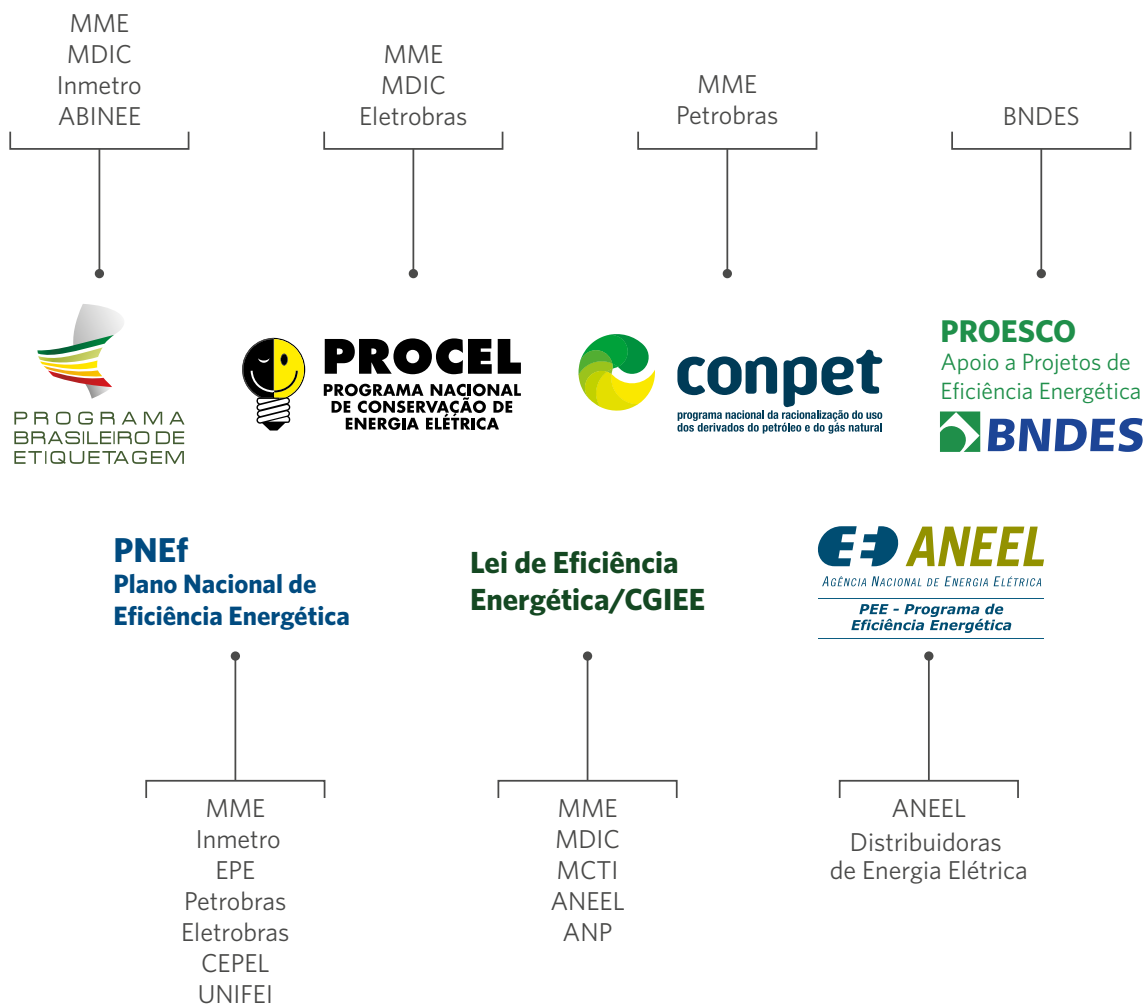 MME
MDIC
Inmetro
ABINEE
MME
MDIC
Eletrobras
MME
Petrobras
BNDES
PROGRAMA
BRASILEIRO DE
ETIQUETAGEM
PROCEL
PROGRAMA NACIONAL
DE CONSERVAÇÃO DE
ENERGIA ELÉTRICA
conpet
programa nacional da racionalização do uso
dos derivados do petróleo e do gás natural
PROESCO
Apoio a Projetos de
Eficiência Energética
BNDES
PNEf
Plano Nacional de
Eficiência Energética
Lei de Eficiência
Energética/CGIEE
ANEEL
AGÊNCIA NACIONAL DE ENERGIA ELÉTRICA
PEE - Programa de
Eficiência Energética
MME
Inmetro
EPE
Petrobras
Eletrobras
CEPEL
UNIFEI
MME
MDIC
MCTI
ANEEL
ANP
ANEEL
Distribuidoras
de Energia Elétrica